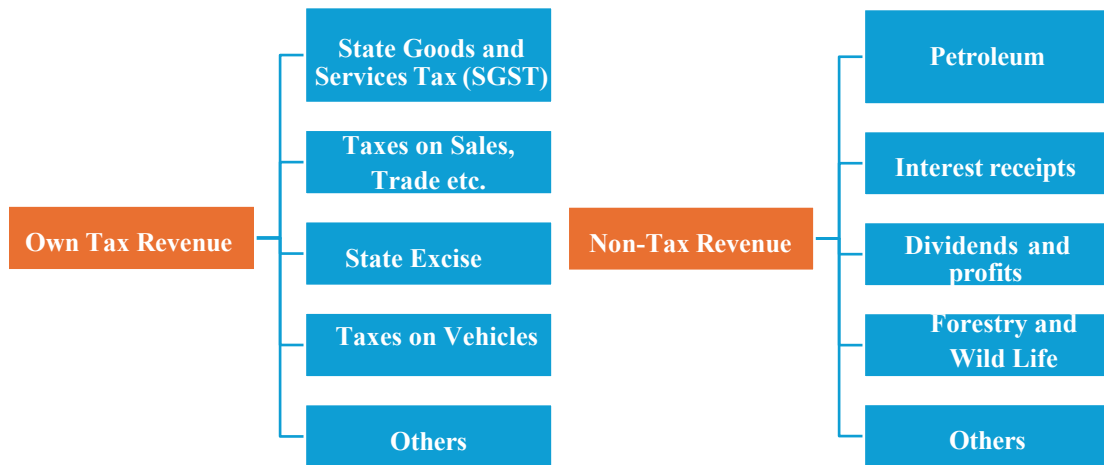 Own Tax Revenue
State Goods and
Services Tax (SGST)
Taxes on Sales,
Trade etc.
State Excise
Taxes on Vehicles
Others
Non-Tax Revenue
Petroleum
Interest receipts
Dividends and
profits
Forestry and
Wild Life
Others